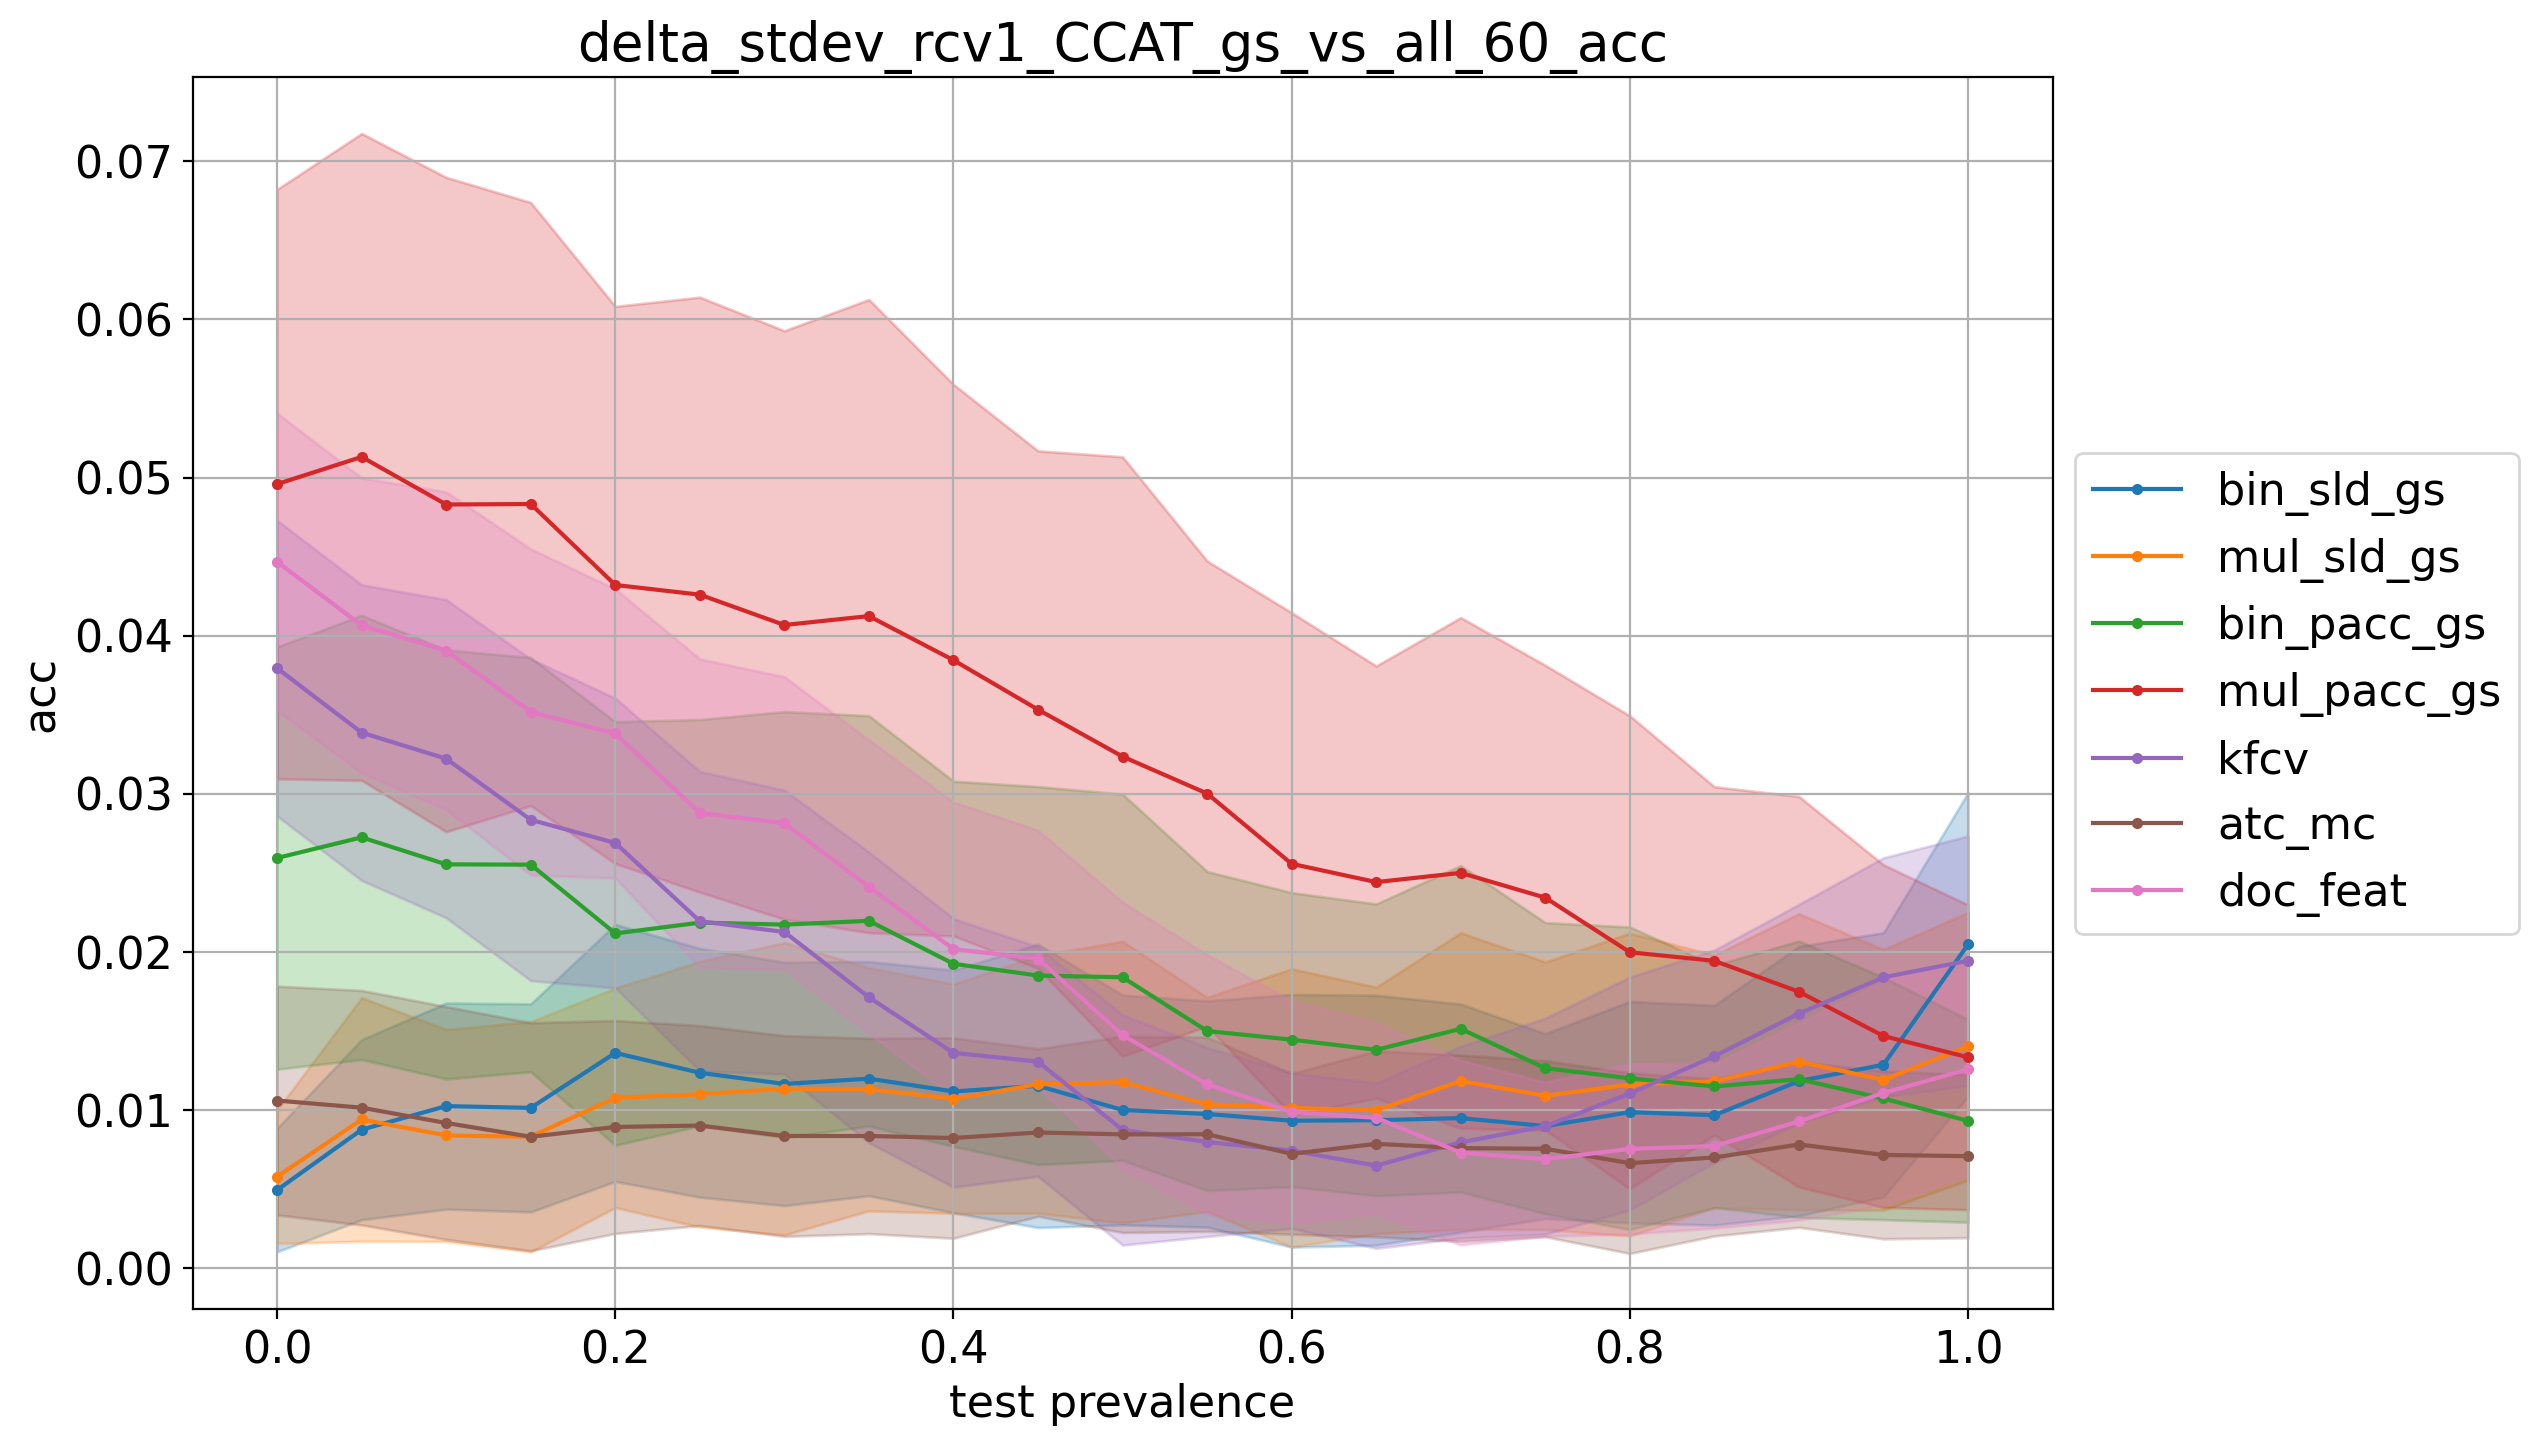 delta_stdev_rcv1_CCAT_gs_vs_all_60_acc
0.07
0.06
0.05
0.04
0.03
0.02
0.01
0.00
acc
0.0 0.2 0.4 0.6 0.8 1.0
test prevalence
bin_sld_gs
mul_sld_gs
bin_pacc_gs
mul_pacc_gs
kfcv
atc_mc
doc_feat